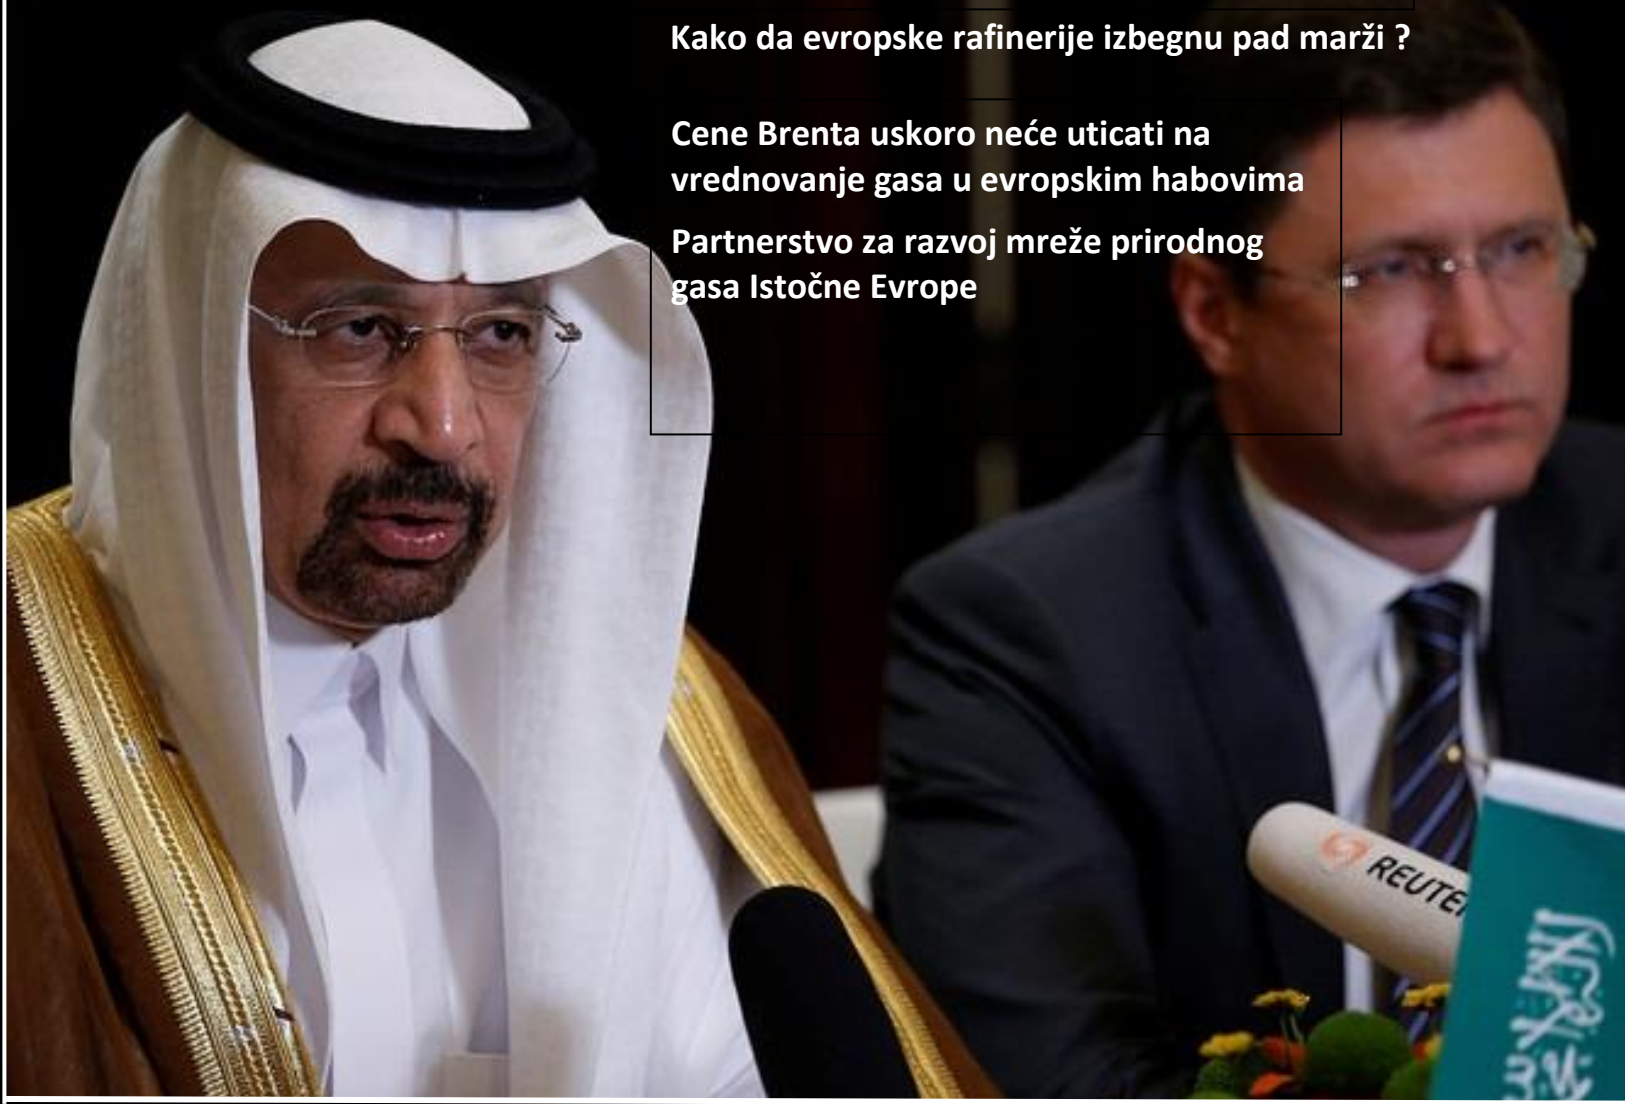 Kako da evropske rafinerije izbegnu pad marži ?
Cene Brenta uskoro neće uticati na
vrednovanje gasa u evropskim habovima
Partnerstvo za razvoj mreže prirodnog
gasa Istočne Evrope